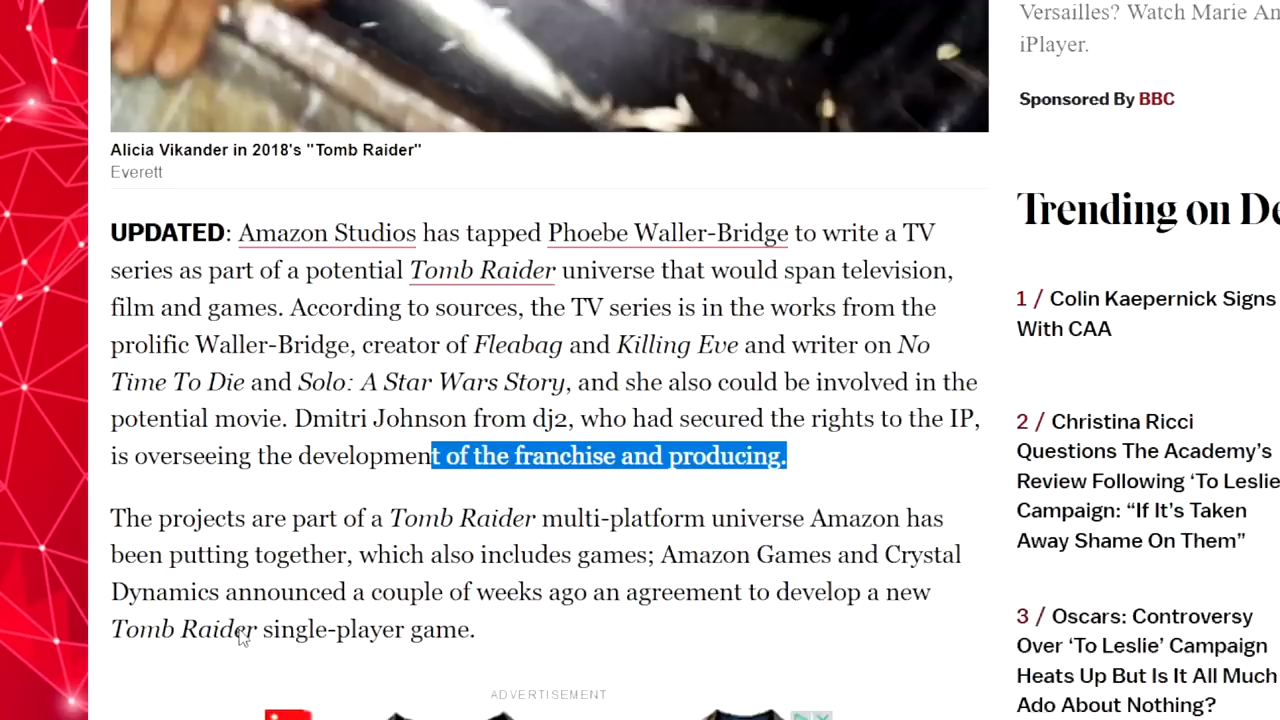 Versailles? Watch Marie An
iPlayer.
Sponsored By BBC
Alicia Vikander in 2018's "Tomb Raider"
Everett
UPDATED: Amazon Studios has tapped Phoebe Waller-Bridge to write a TV
series as part of a potential Tomb Raider universe that would span television,
film and games. According to sources, the TV series is in the works from the
prolific Waller-Bridge, creator of Fleabag and Killing Eve and writer on No
Time To Die and Solo: A Star Wars Story, and she also could be involved in the
potential movie. Dmitri Johnson from dj2, who had secured the rights to the IP,
is overseeing the development of the franchise and producing.
The projects are part of a Tomb Raider multi-platform universe Amazon has
been putting together, which also includes games; Amazon Games and Crystal
Dynamics announced a couple of weeks ago an agreement to develop a new
Tomb Raider single-player game.
ADVERTISEMENT
Trending on De
1 / Colin Kaepernick Signs
With CAA
2 / Christina Ricci
Questions The Academy's
Review Following ‘To Leslie
Campaign: “If It’s Taken
Away Shame On Them”
3 / Oscars: Controversy
Over ‘To Leslie’ Campaign
Heats Up But Is It All Much
Ado About Nothing?